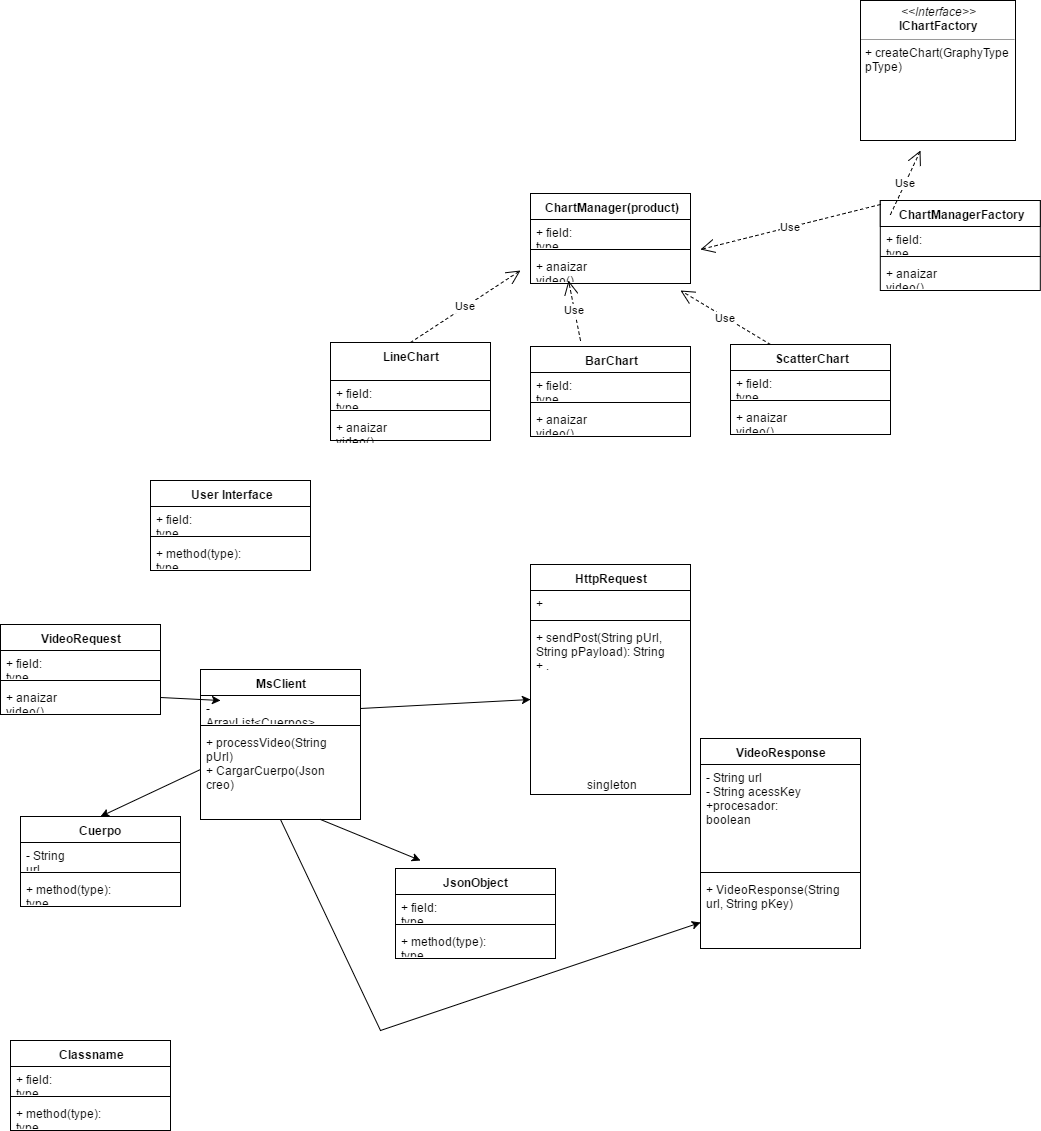 <<Interface>>
IChartFactory
+ createChart(GraphyType
pType)
Use
ChartManager(product)
+ field:
type
+ anaizar
video()
Use
ChartManagerFactory
+ field:
type
+ anaizar
video()
Use
Use
Use
LineChart
+ field:
type
+ anaizar
video()
BarChart
+ field:
type
+ anaizar
video()
ScatterChart
+ field:
type
+ anaizar
video()
User Interface
+ field:
type
+ method(type):
type
HttpRequest
+
+ sendPost(String pUrl,
String pPayload): String
+ .
singleton
VideoRequest
+ field:
type
+ anaizar
video()
MsClient
-
ArrayList<Cuerpos>
+ processVideo(String
pUrl)
+ CargarCuerpo(Json
creo)
VideoResponse
- String url
- String acessKey
+procesador:
boolean
+ VideoResponse(String
url, String pKey)
Cuerpo
- String
url
+ method(type):
type
JsonObject
+ field:
type
+ method(type):
type
Classname
+ field:
type
+ method(type):
type